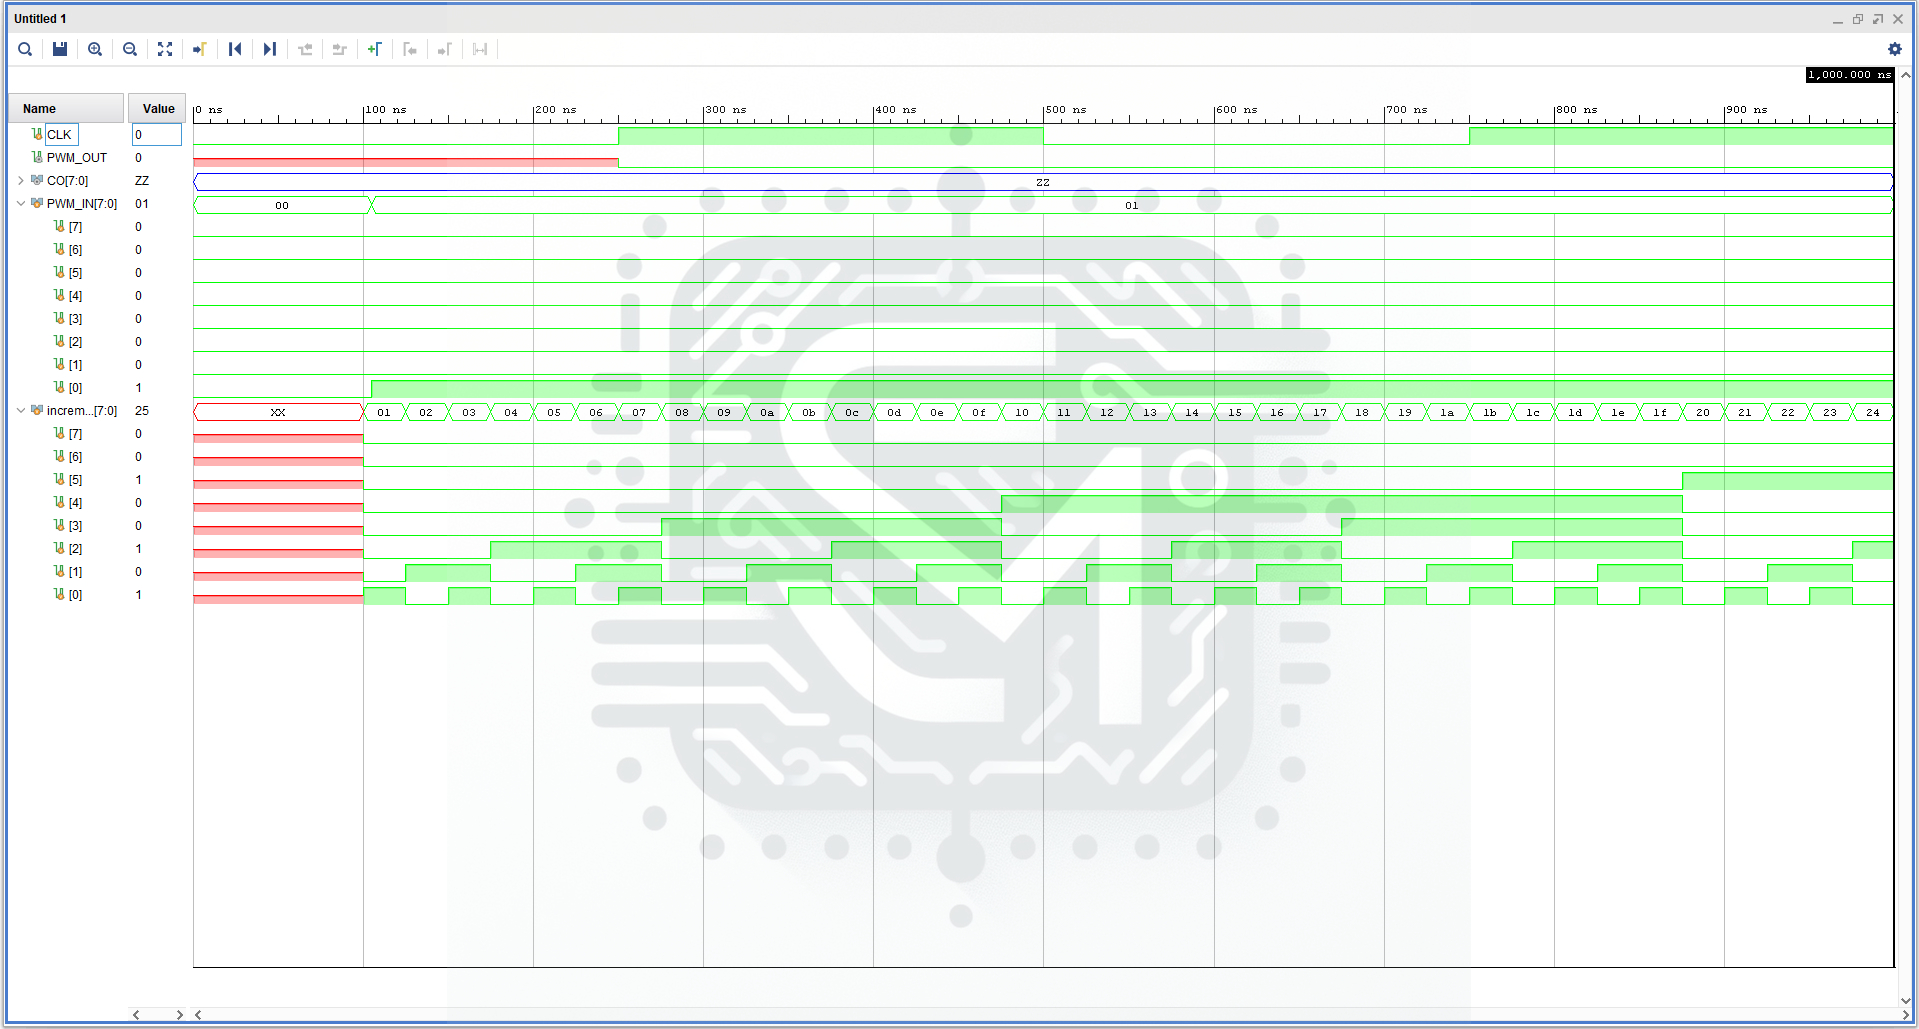 Untitled 1
1,000.000 ns
Name Value 0 ns 100 ns 200 ns 300 ns 400 ns 500 ns 600 ns 700 ns 800 ns 900 ns
CLK 0
PWM_OUT 0
CO[7:0] ZZ ZZ
PWM_IN[7:0] 01 00 01
[7] 0
[6] 0
[5] 0
[4] 0
[3] 0
[2] 0
[1] 0
[0] 1
increm...[7:0] 25 XX 01 02 03 04 05 06 07 08 09 0a 0b 0c 0d 0e 0f 10 11 12 13 14 15 16 17 18 19 1a 1b 1c 1d 1e 1f 20 21 22 23 24
[7] 0
[6] 0
[5] 1
[4] 0
[3] 0
[2] 1
[1] 0
[0] 1